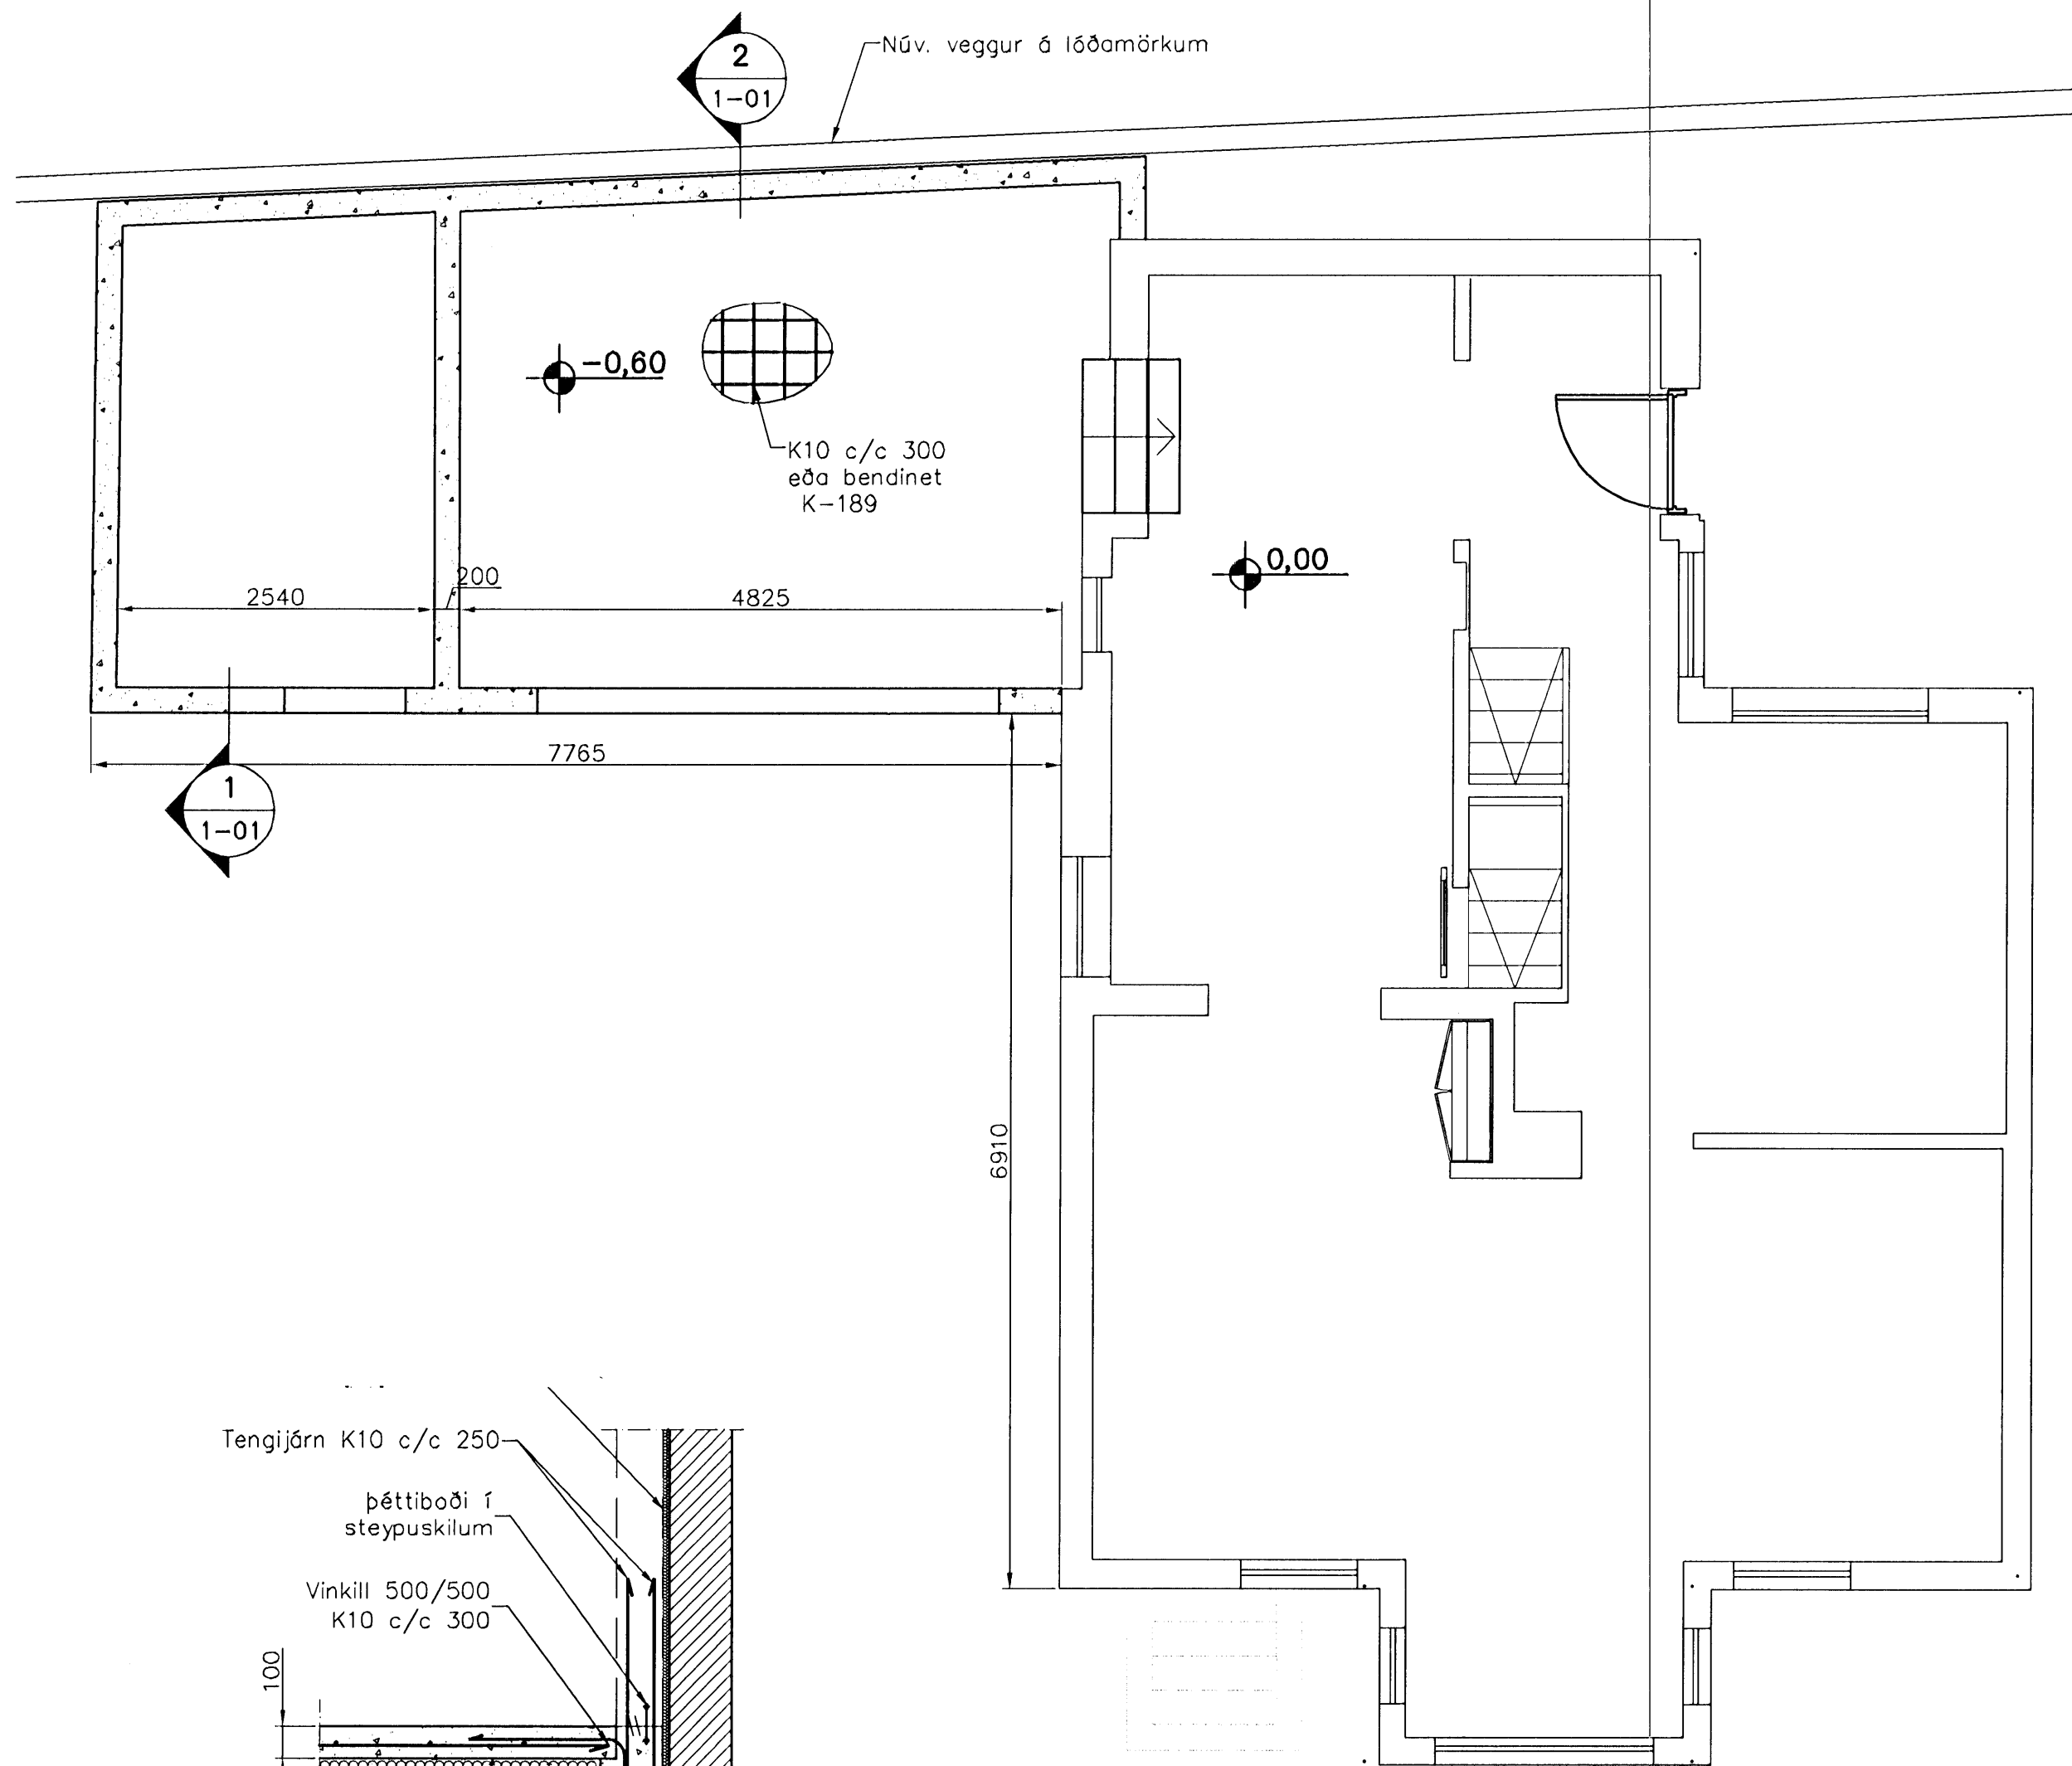 2
1-01
Núv. veggur á lóðamörkum
-0,60
K10 c/c 300
eða bendinet
K-189
0,00
2540
200
4825
7765
1
1-01
6910
Tengijárn K10 c/c 250
þéttiboði í
steypuskilum
Vinkill 500/500
K10 c/c 300
100